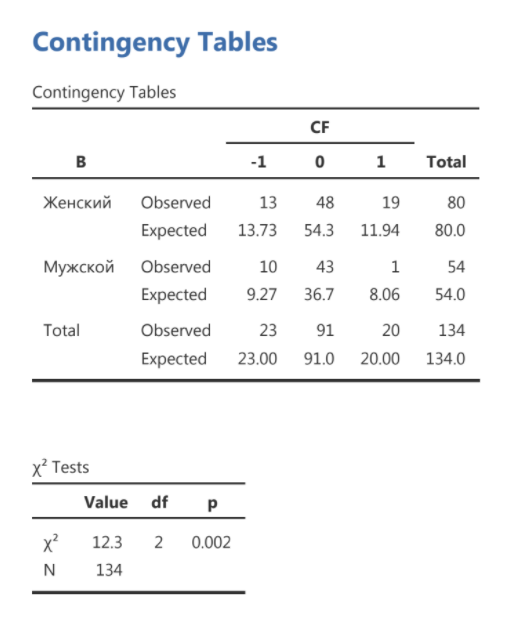 Contingency Tables
Contingency Tables
CF
B -1 0 1 Total
Женский Observed 13 48 19 80
Expected 13.73 54.3 11.94 80.0
Мужской Observed 10 43 1 54
Expected 9.27 36.7 8.06 54.0
Total Observed 23 91 20 134
Expected 23.00 91.0 20.00 134.0
χ² Tests
Value df p
χ² 12.3 2 0.002
N 134